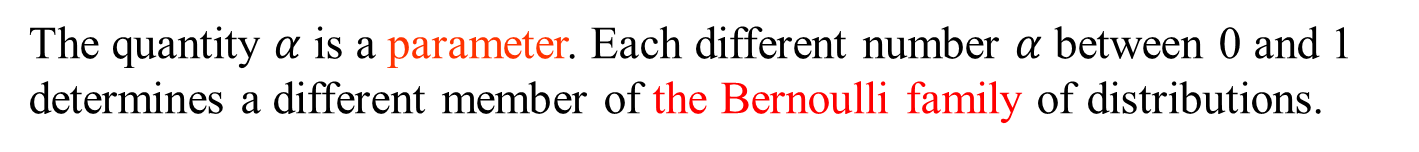 The quantity α is a parameter. Each different number α between 0 and 1
determines a different member of the Bernoulli family of distributions.